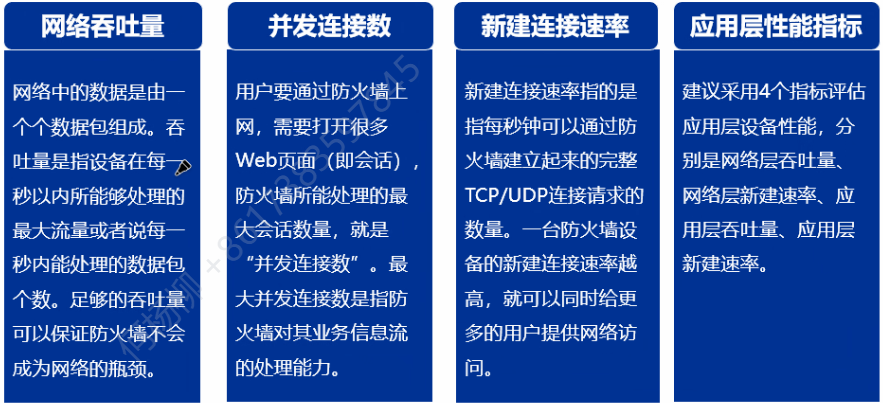 网络吞吐量
网络中的数据是由一
个个数据包组成。吞
吐量是指设备在每一
秒以内所能够处理的
最大流量或者说每一
秒内能处理的数据包
个数。足够的吞吐量
可以保证防火墙不会
成为网络的瓶颈。
并发连接数
用户要通过防火墙上
网，需要打开很多
Web页面（即会话），
防火墙所能处理的最
大会话数量，就是
“并发连接数”。最
大并发连接数是指防
火墙对其业务信息流
的处理能力。
新建连接速率
新建连接速率指的是
指每秒钟可以通过防
火墙建立起来的完整
TCP/UDP连接请求的
数量。一台防火墙设
备的新建连接速率越
高，就可以同时给更
多的用户提供网络访
问。
应用层性能指标
建议采用4个指标评估
应用层设备性能，分
别是网络层吞吐量、
网络层新建速率、应
用层吞吐量、应用层
新建速率。